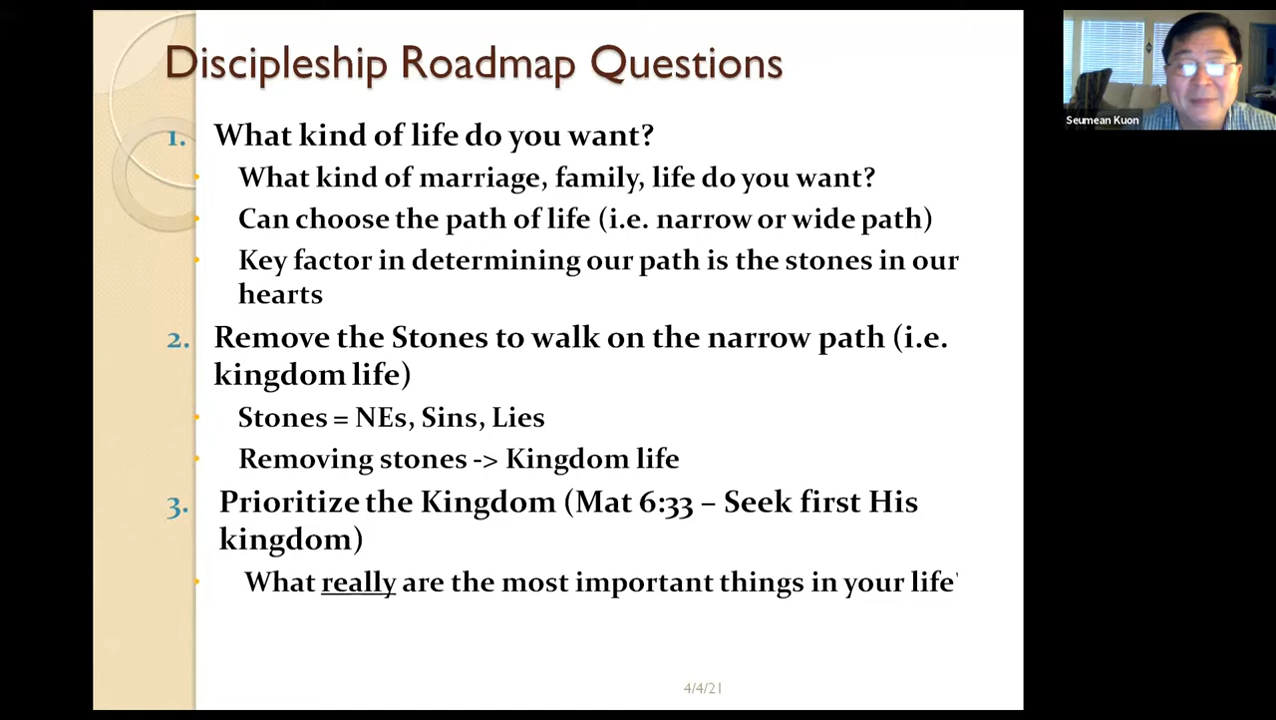 Discipleship Roadmap Questions
Seumean Kuon
1. What kind of life do you want?
What kind of marriage, family, life do you want?
Can choose the path of life (i.e. narrow or wide path)
Key factor in determining our path is the stones in our
hearts
2. Remove the Stones to walk on the narrow path (i.e.
kingdom life)
Stones = NEs, Sins, Lies
Removing stones -> Kingdom life
3. Prioritize the Kingdom (Mat 6:33 – Seek first His
kingdom)
What really are the most important things in your life
4/4/21